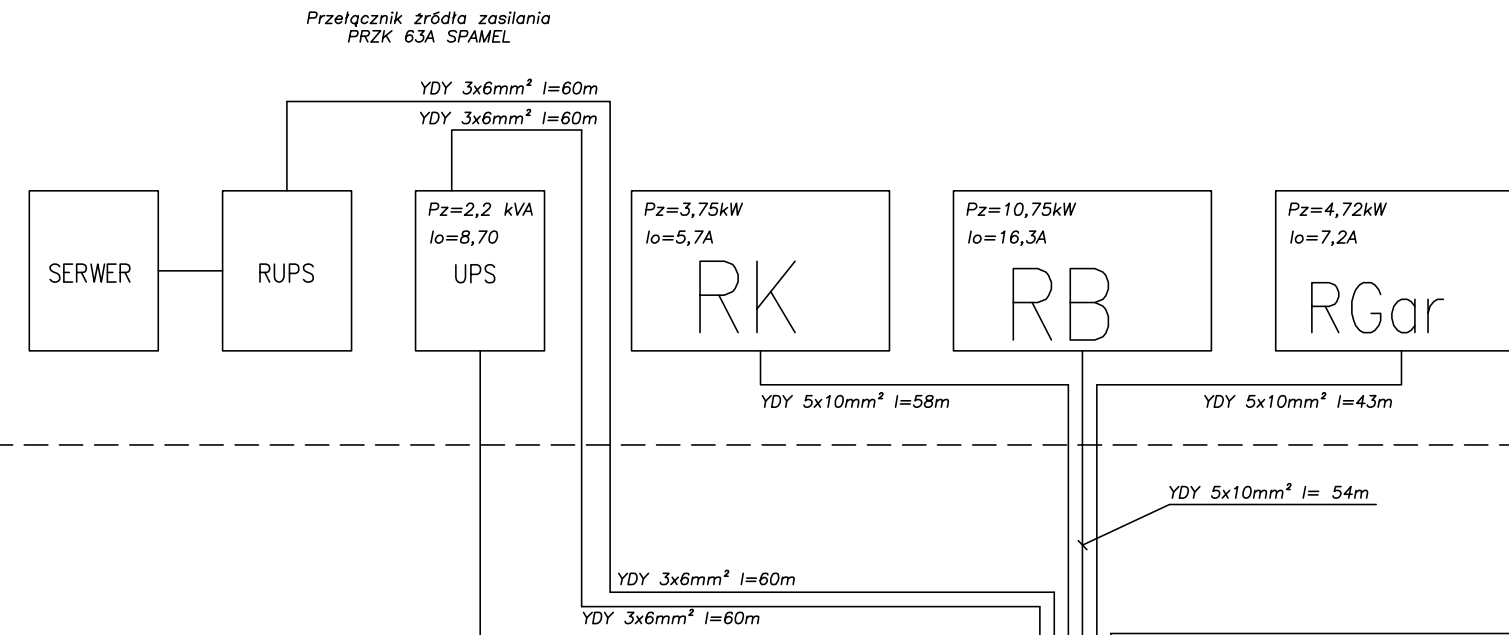 Przełącznik źródła zasilania
PRZK 63A SPAMEL
YDY 3x6mm² l=60m
YDY 3x6mm² l=60m
SERWER
RUPS
Pz=2,2 kVA
Io=8,70
UPS
Pz=3,75kW
Io=5,7A
RK
Pz=10,75kW
Io=16,3A
RB
Pz=4,72kW
Io=7,2A
RGar
YDY 5x10mm² l=58m
YDY 5x10mm² l=43m
YDY 5x10mm² l= 54m
YDY 3x6mm² l=60m
YDY 3x6mm² l=60m